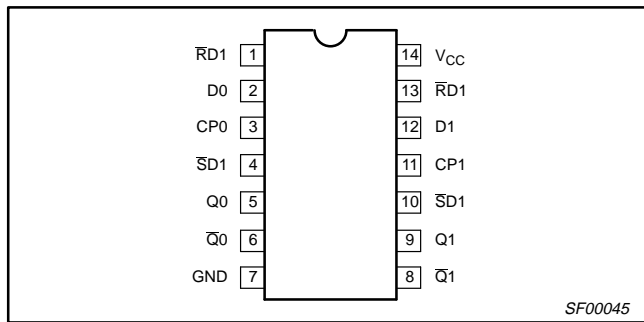 R̅D1 1 14 VCC
D0 2 13 R̅D1
CP0 3 12 D1
S̅D1 4 11 CP1
Q0 5 10 S̅D1
Q̅0 6 9 Q1
GND 7 8 Q̅1
SF00045